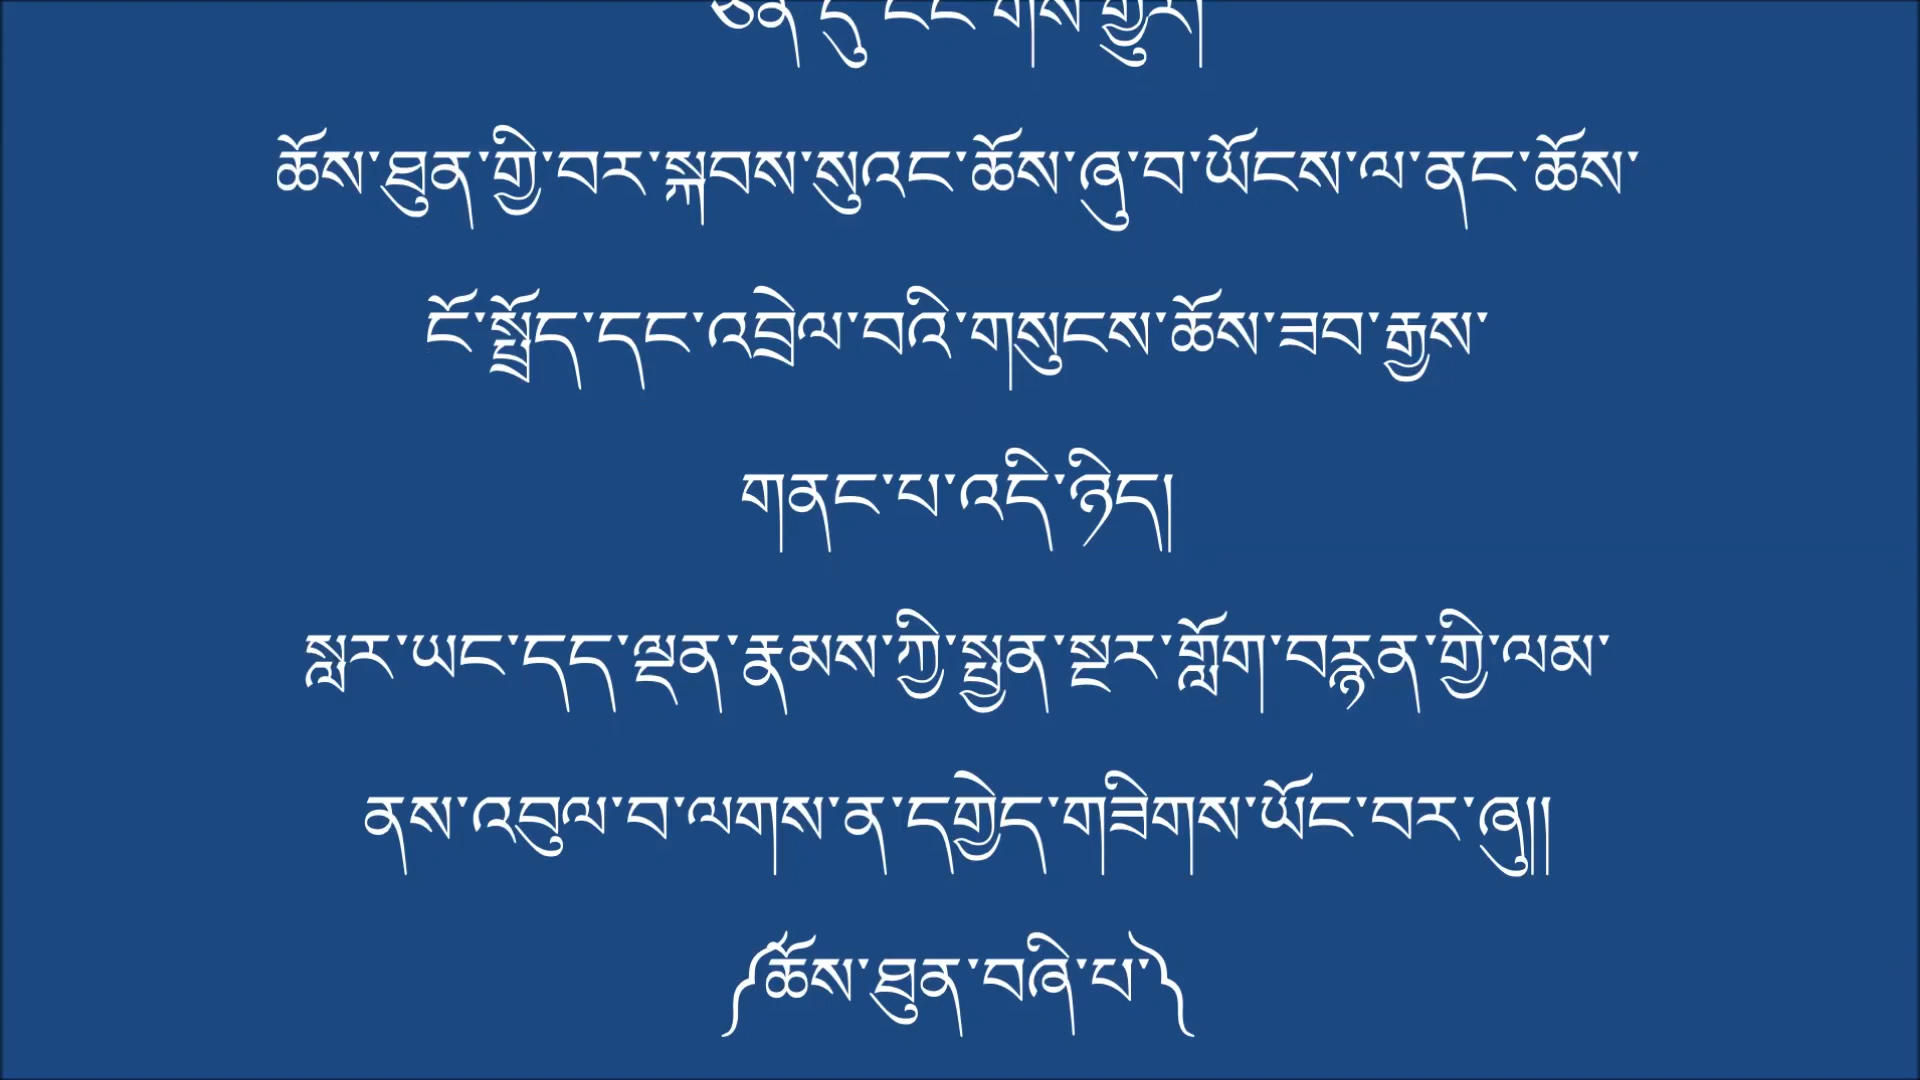 ཆོས་ཐུན་གྱི་བར་སྐབས་སུའང་ཆོས་ཞུ་བ་ཡོངས་ལ་ནང་ཆོས་
ངོ་སྤྲོད་དང་འབྲེལ་བའི་གསུངས་ཆོས་ཟབ་རྒྱས་
གནང་པ་འདི་ཉིད།
སླར་ཡང་དད་ལྡན་རྣམས་ཀྱི་སྤྱན་སྔར་གློག་བརྙན་གྱི་ལམ་
ནས་འབུལ་བ་ལགས་ན་དགྱེད་གཟིགས་ཡོང་བར་ཞུ༎
༼ཆོས་ཐུན་བཞི་པ་༽